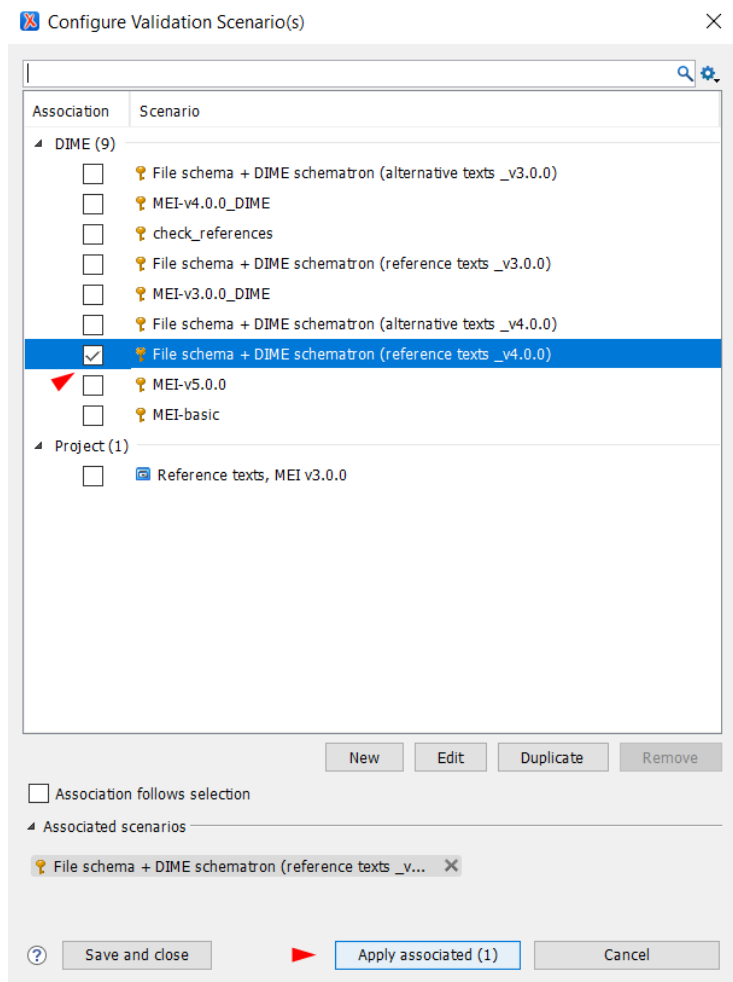 Configure Validation Scenario(s)
Association Scenario
DIME (9)
File schema + DIME schematron (alternative texts _v3.0.0)
MEI-v4.0.0_DIME
check_references
File schema + DIME schematron (reference texts _v3.0.0)
MEI-v3.0.0_DIME
File schema + DIME schematron (alternative texts _v4.0.0)
File schema + DIME schematron (reference texts _v4.0.0)
MEI-v5.0.0
MEI-basic
Project (1)
Reference texts, MEI v3.0.0
New Edit Duplicate Remove
Association follows selection
Associated scenarios
File schema + DIME schematron (reference texts _v...
? Save and close Apply associated (1) Cancel